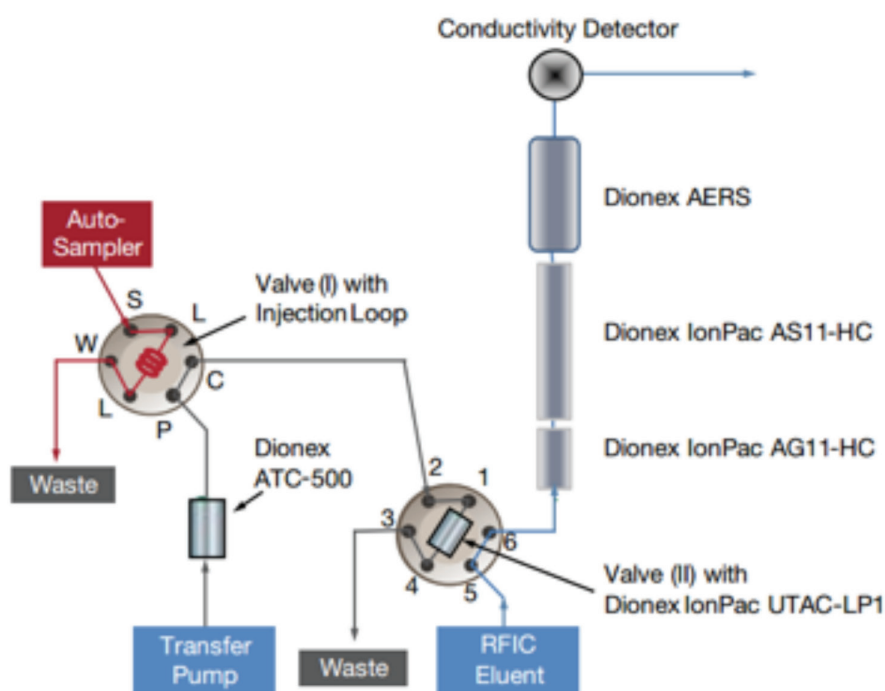 Conductivity Detector
Dionex AERS
Auto-
Sampler
Valve (I) with
Injection Loop
S
L
W
C
L
P
Dionex IonPac AS11-HC
Dionex
ATC-500
Dionex IonPac AG11-HC
Waste
2
1
3
6
4
5
Valve (II) with
Dionex IonPac UTAC-LP1
Transfer
Pump
Waste
RFIC
Eluent